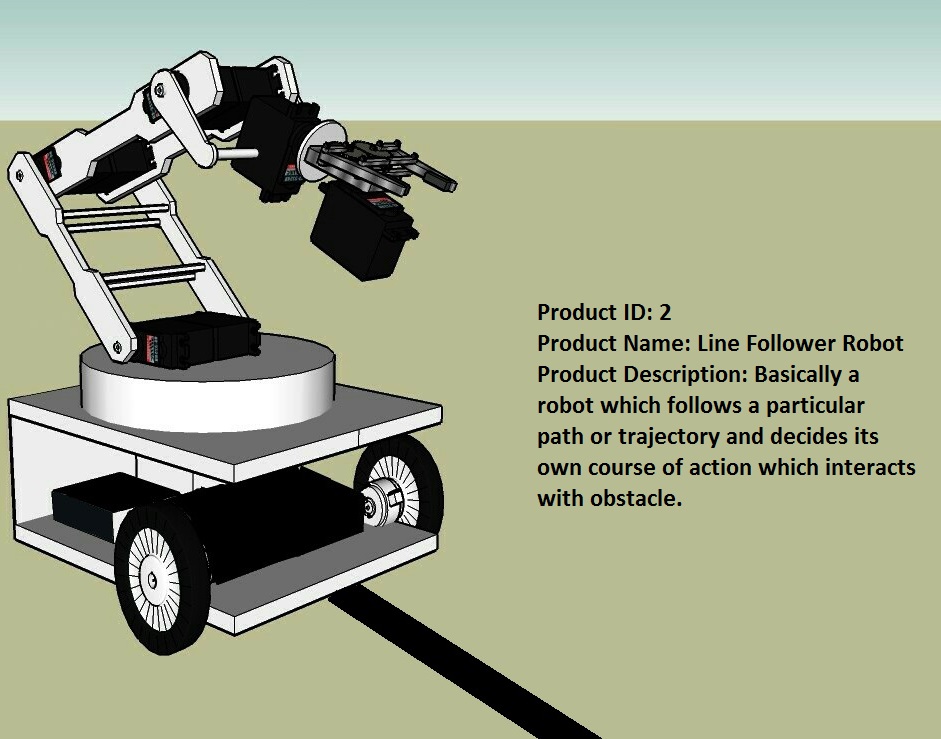 Product ID: 2
Product Name: Line Follower Robot
Product Description: Basically a
robot which follows a particular
path or trajectory and decides its
own course of action which interacts
with obstacle.